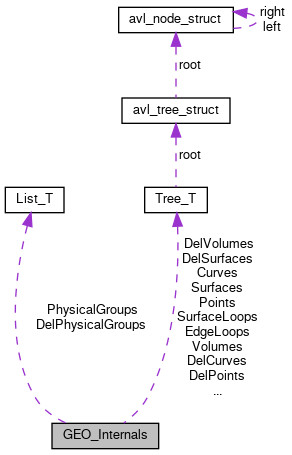 avl_node_struct
right
left
root
avl_tree_struct
root
List_T
Tree_T
DelVolumes
DelSurfaces
Curves
Surfaces
Points
SurfaceLoops
EdgeLoops
Volumes
DelCurves
DelPoints
...
PhysicalGroups
DelPhysicalGroups
GEO_Internals